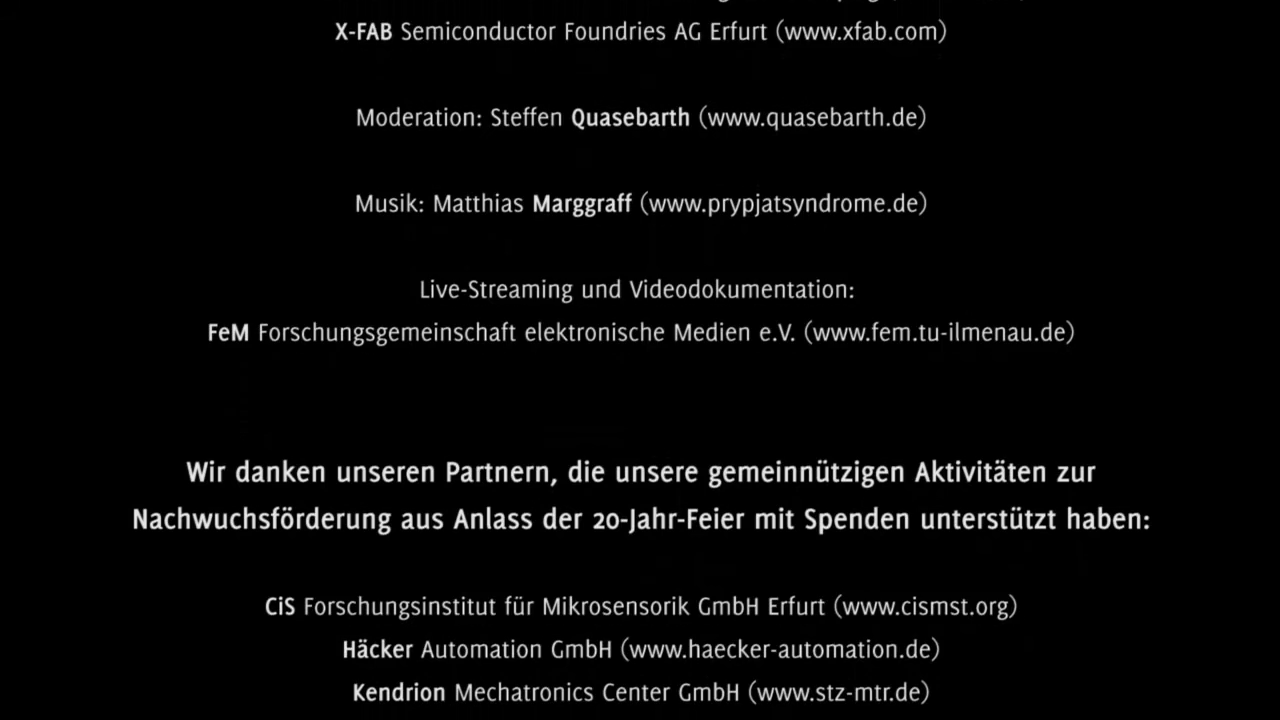 X-FAB Semiconductor Foundries AG Erfurt (www.xfab.com)
Moderation: Steffen Quasebarth (www.quasebarth.de)
Musik: Matthias Marggraff (www.prypjatsyndrome.de)
Live-Streaming und Videodokumentation:
FeM Forschungsgemeinschaft elektronische Medien e.V. (www.fem.tu-ilmenau.de)
Wir danken unseren Partnern, die unsere gemeinnützigen Aktivitäten zur
Nachwuchsförderung aus Anlass der 20-Jahr-Feier mit Spenden unterstützt haben:
CiS Forschungsinstitut für Mikrosensorik GmbH Erfurt (www.cismst.org)
Häcker Automation GmbH (www.haecker-automation.de)
Kendrion Mechatronics Center GmbH (www.stz-mtr.de)